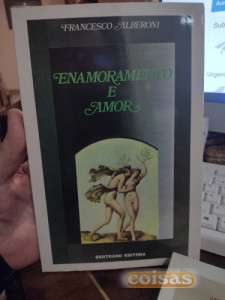 FRANCESCO ALBERONI
ENAMORAMENTO
E
AMOR
BERTRAND EDITORA
coisas